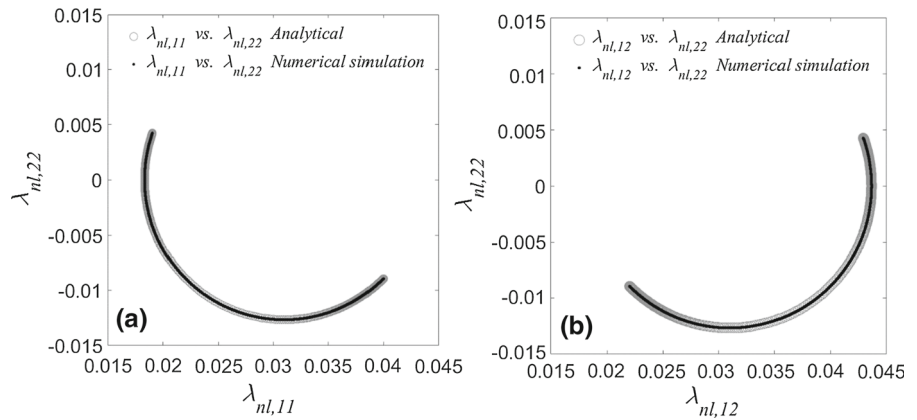 0.015
λnl,11 vs. λnl,22 Analytical
λnl,11 vs. λnl,22 Numerical simulation
0.01
0.005
0
-0.005
-0.01
-0.015
λnl,22
(a)
0.015 0.02 0.025 0.03 0.035 0.04 0.045
λnl,11
0.015
λnl,12 vs. λnl,22 Analytical
λnl,12 vs. λnl,22 Numerical simulation
0.01
0.005
0
-0.005
-0.01
-0.015
λnl,22
(b)
0.015 0.02 0.025 0.03 0.035 0.04 0.045
λnl,12